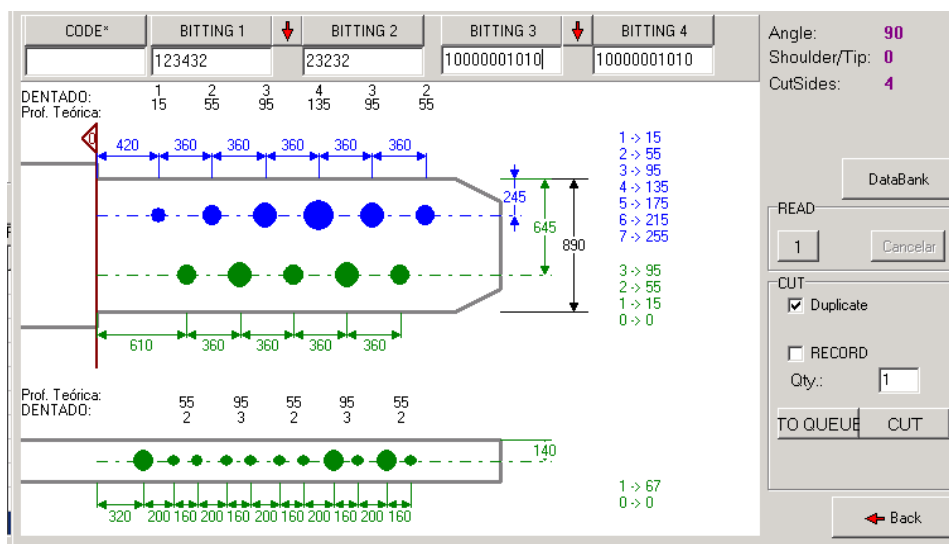 CODE* BITTING 1 BITTING 2 BITTING 3 BITTING 4
123432 23232 10000001010 10000001010
Angle: 90
Shoulder/Tip: 0
CutSides: 4
DENTADO: 1 2 3 4 3 2
Prof. Teórica: 15 55 95 135 95 55
0
420 360 360 360 360 360
1 -> 15
2 -> 55
3 -> 95
4 -> 135
5 -> 175
6 -> 215
7 -> 255
245
645
890
3 -> 95
2 -> 55
1 -> 15
0 -> 0
610 360 360 360 360
Prof. Teórica: 55 95 55 95 55
DENTADO: 2 3 2 3 2
140
320 200 160 200 160 200 160 200 160 200 160
1 -> 67
0 -> 0
DataBank
READ
1 Cancelar
CUT
Duplicate
RECORD
Qty.: 1
TO QUEUE CUT
Back